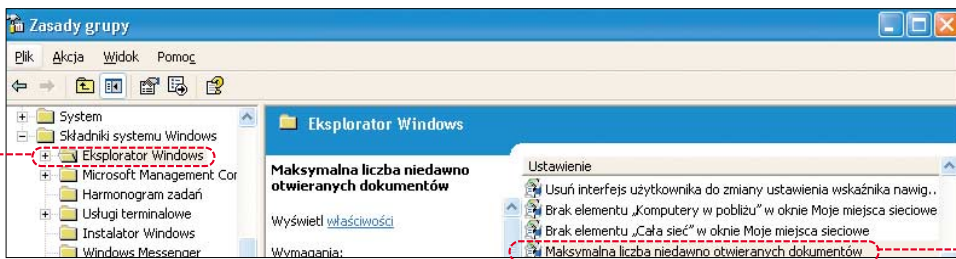 Zasady grupy
Plik Akcja Widok Pomoc
System
Składniki systemu Windows
Eksplorator Windows
Microsoft Management Cor
Harmonogram zadań
Usługi terminalowe
Instalator Windows
Windows Messenger
Eksplorator Windows
Maksymalna liczba niedawno
otwieranych dokumentów
Wyświetl właściwości
Wymagania:
Ustawienie
Usuń interfejs użytkownika do zmiany ustawienia wskaźnika nawig..
Brak elementu „Komputery w pobliżu” w oknie Moje miejsca sieciowe
Brak elementu „Cała sieć” w oknie Moje miejsca sieciowe
Maksymalna liczba niedawno otwieranych dokumentów